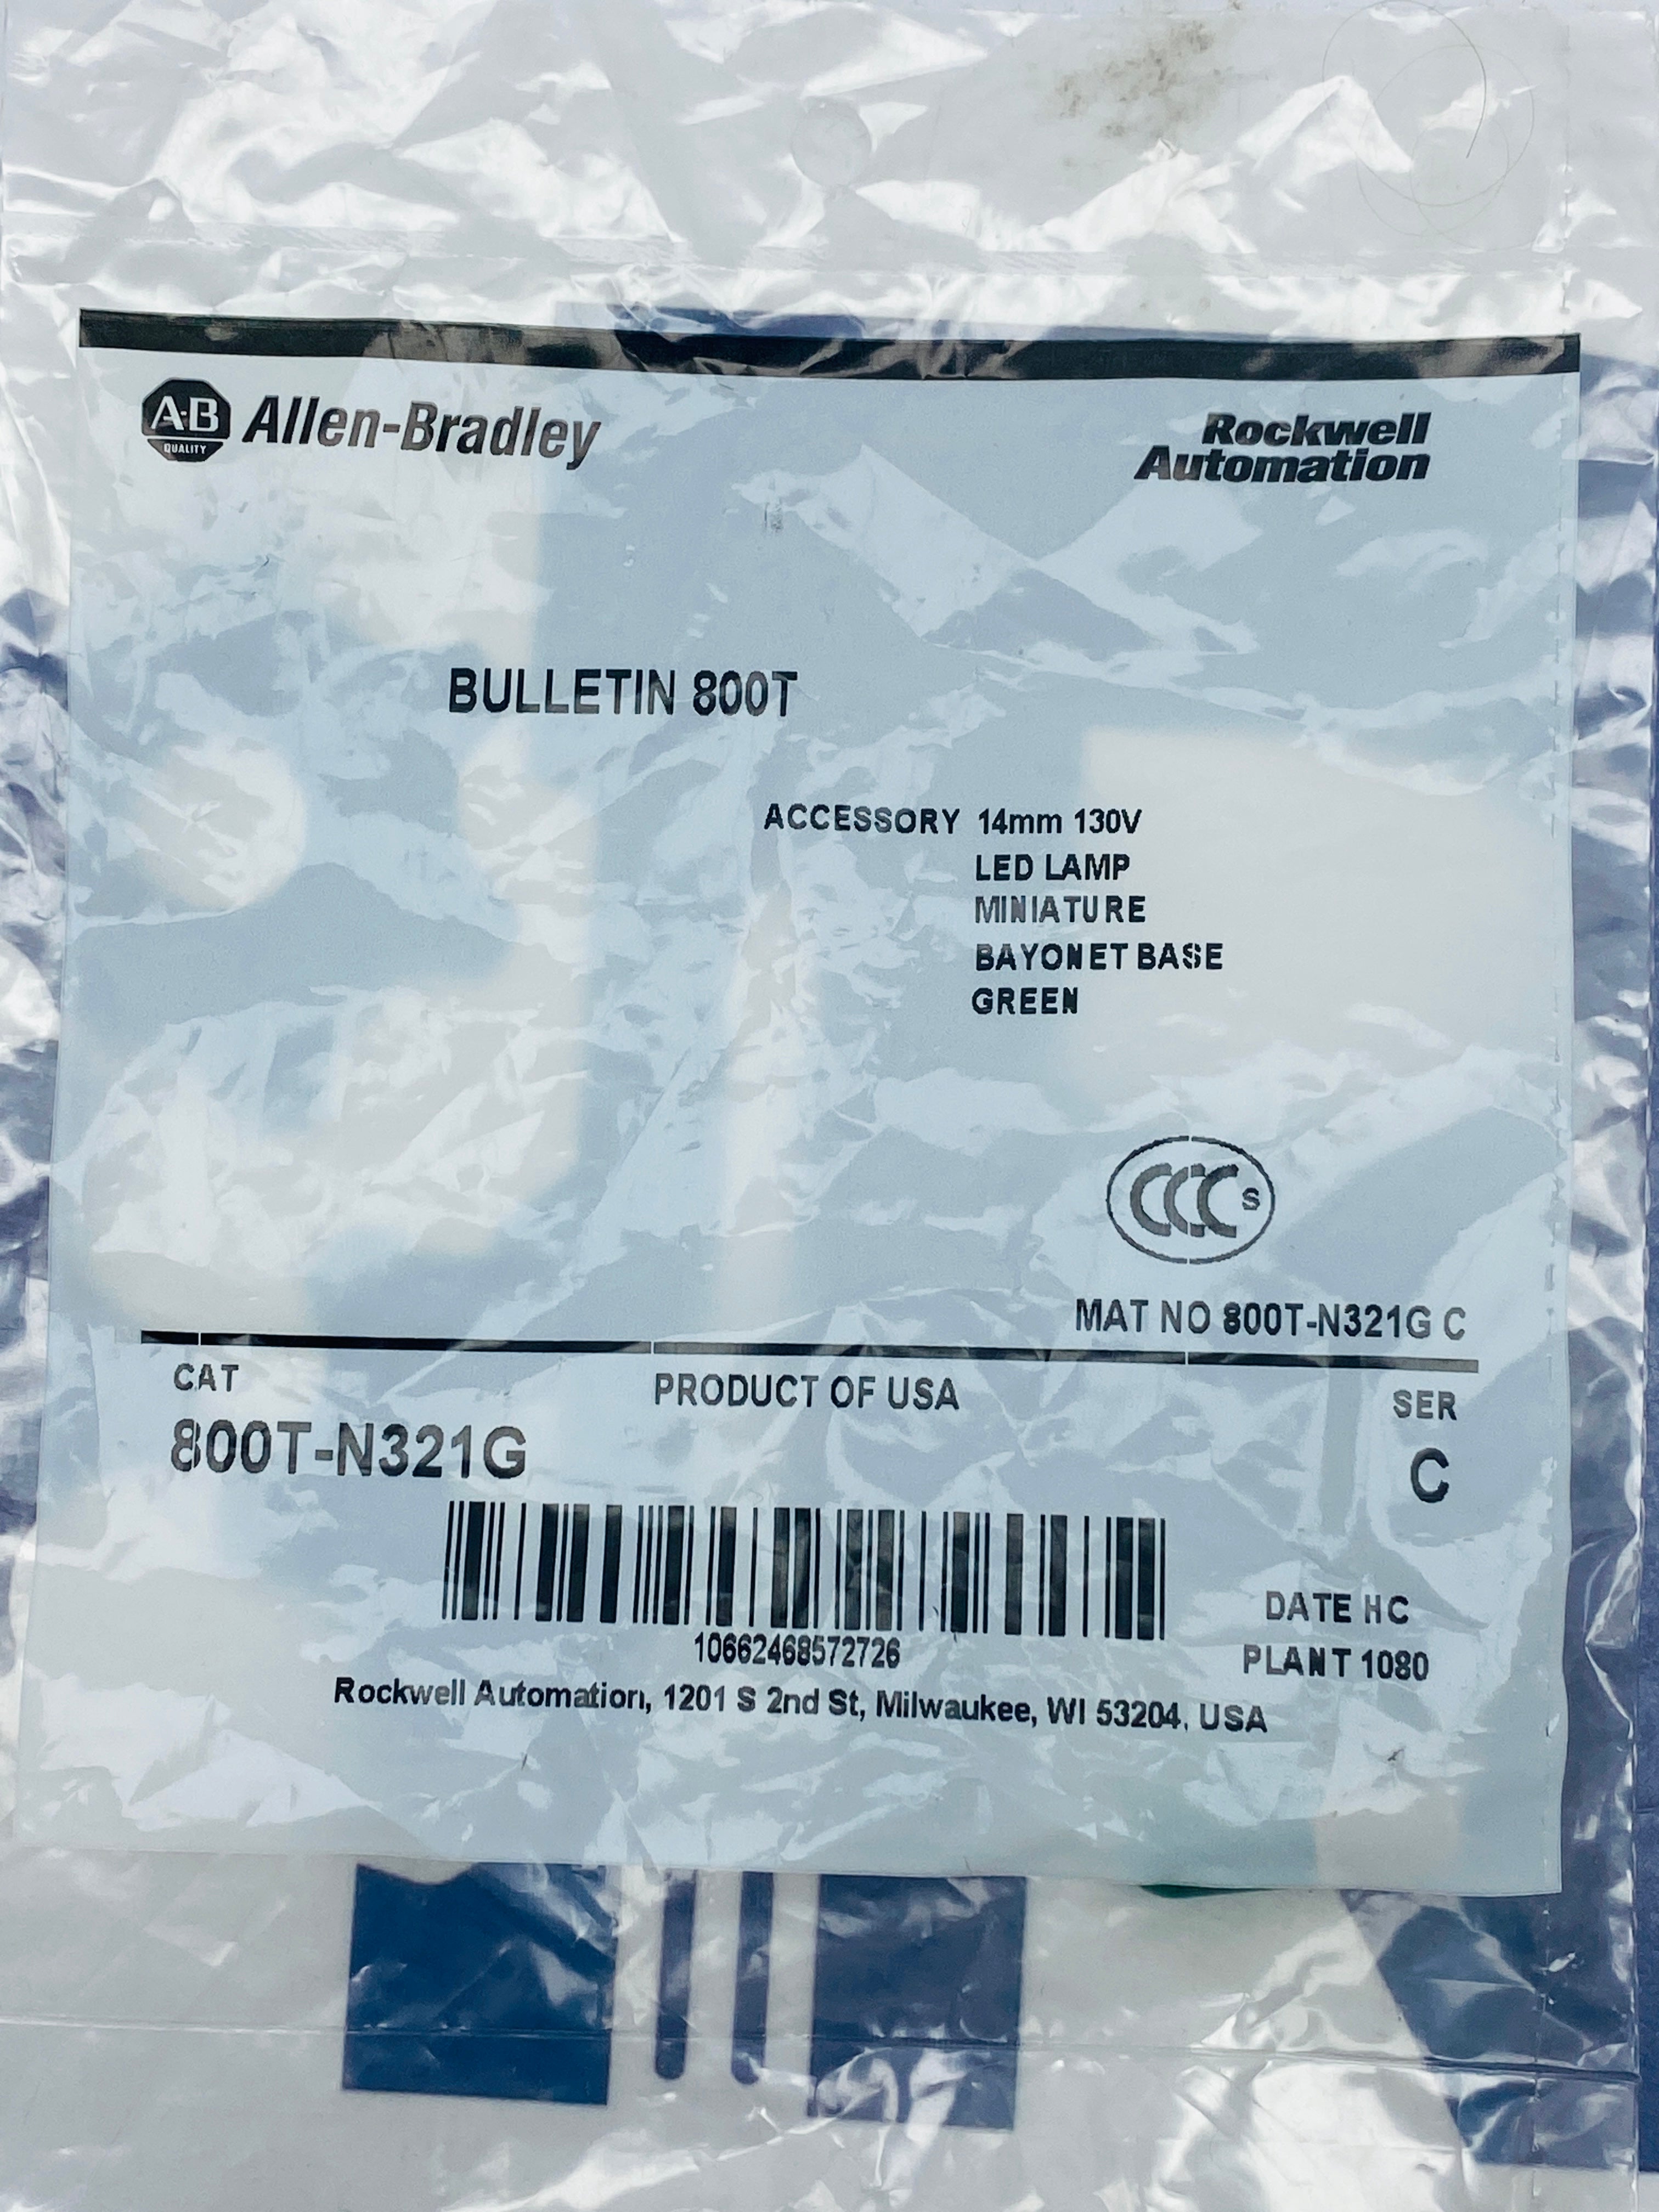 A-B
QUALITY
Allen-Bradley
Rockwell
Automation
BULLETIN 800T
ACCESSORY 14mm 130V
LED LAMP
MINIATURE
BAYONET BASE
GREEN
CCC S
MAT NO 800T-N321G C
CAT
PRODUCT OF USA
SER
800T-N321G
C
10662468572726
DATE HC
PLANT 1080
Rockwell Automation, 1201 S 2nd St, Milwaukee, WI 53204, USA